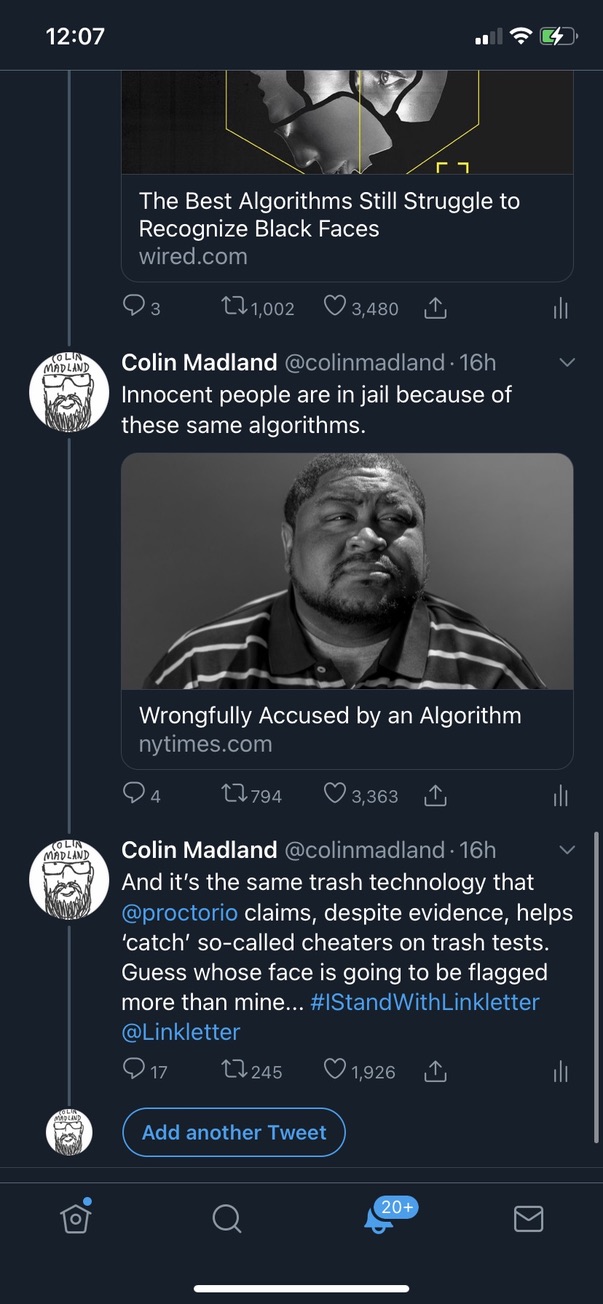 12:07
The Best Algorithms Still Struggle to
Recognize Black Faces
wired.com
3 1,002 3,480
COLIN
MADLAND
Colin Madland @colinmadland · 16h
Innocent people are in jail because of
these same algorithms.
Wrongfully Accused by an Algorithm
nytimes.com
4 794 3,363
COLIN
MADLAND
Colin Madland @colinmadland · 16h
And it’s the same trash technology that
@proctorio claims, despite evidence, helps
‘catch’ so-called cheaters on trash tests.
Guess whose face is going to be flagged
more than mine... #IStandWithLinkletter
@Linkletter
17 245 1,926
COLIN
MADLAND
Add another Tweet
20+